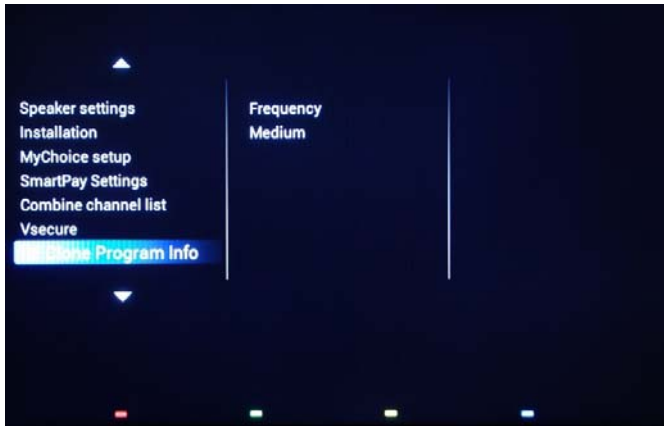 Speaker settings
Installation
MyChoice setup
SmartPay Settings
Combine channel list
Vsecure
Clone Program Info
Frequency
Medium